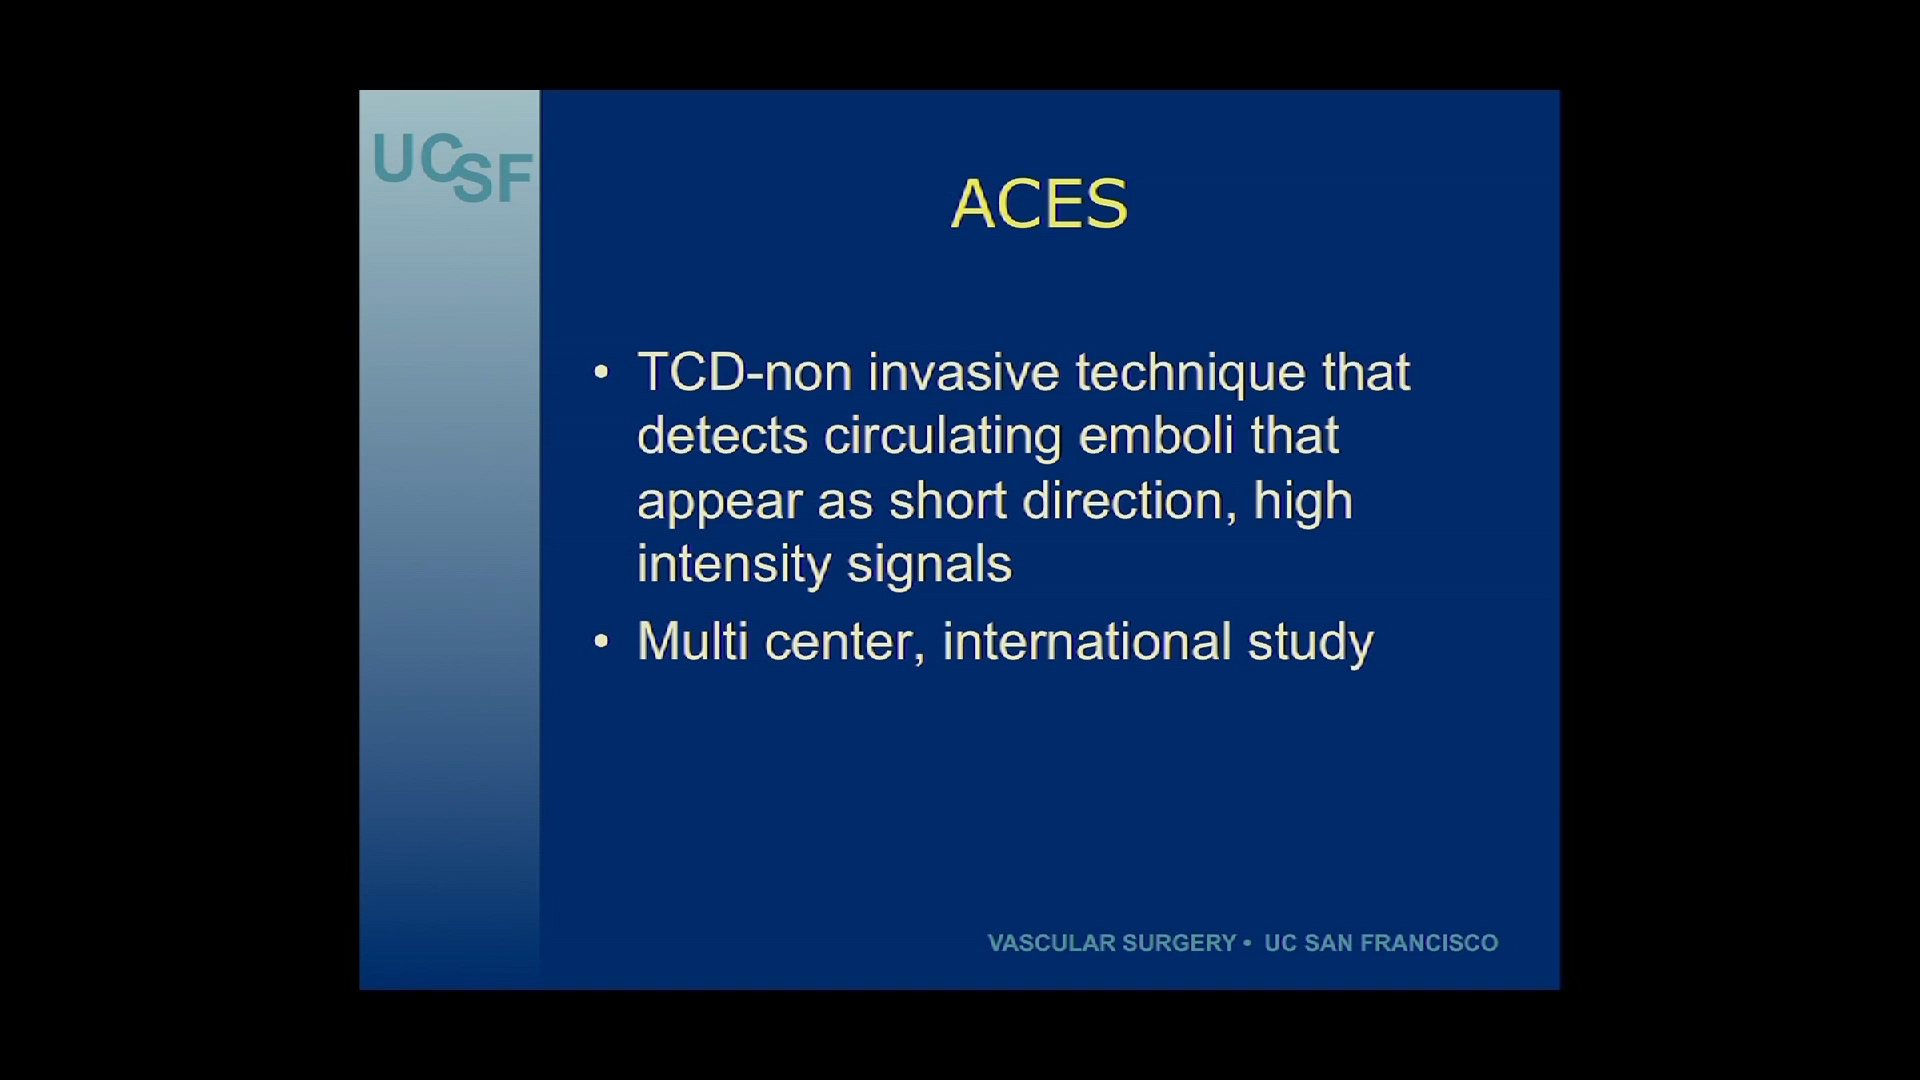 UCSF
ACES
• TCD-non invasive technique that
detects circulating emboli that
appear as short direction, high
intensity signals
• Multi center, international study
VASCULAR SURGERY • UC SAN FRANCISCO